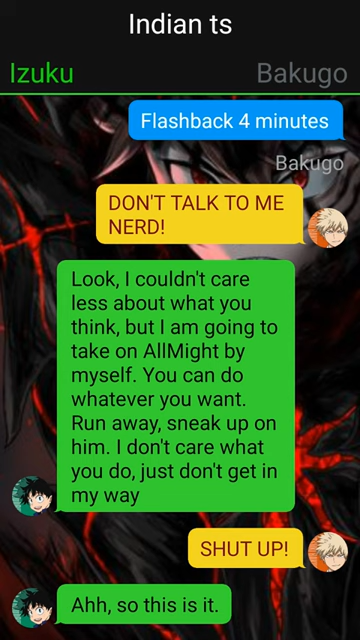 Indian ts
Izuku
Bakugo
Flashback 4 minutes
Bakugo
DON'T TALK TO ME
NERD!
Look, I couldn't care
less about what you
think, but I am going to
take on AllMight by
myself. You can do
whatever you want.
Run away, sneak up on
him. I don't care what
you do, just don't get in
my way
SHUT UP!
Ahh, so this is it.